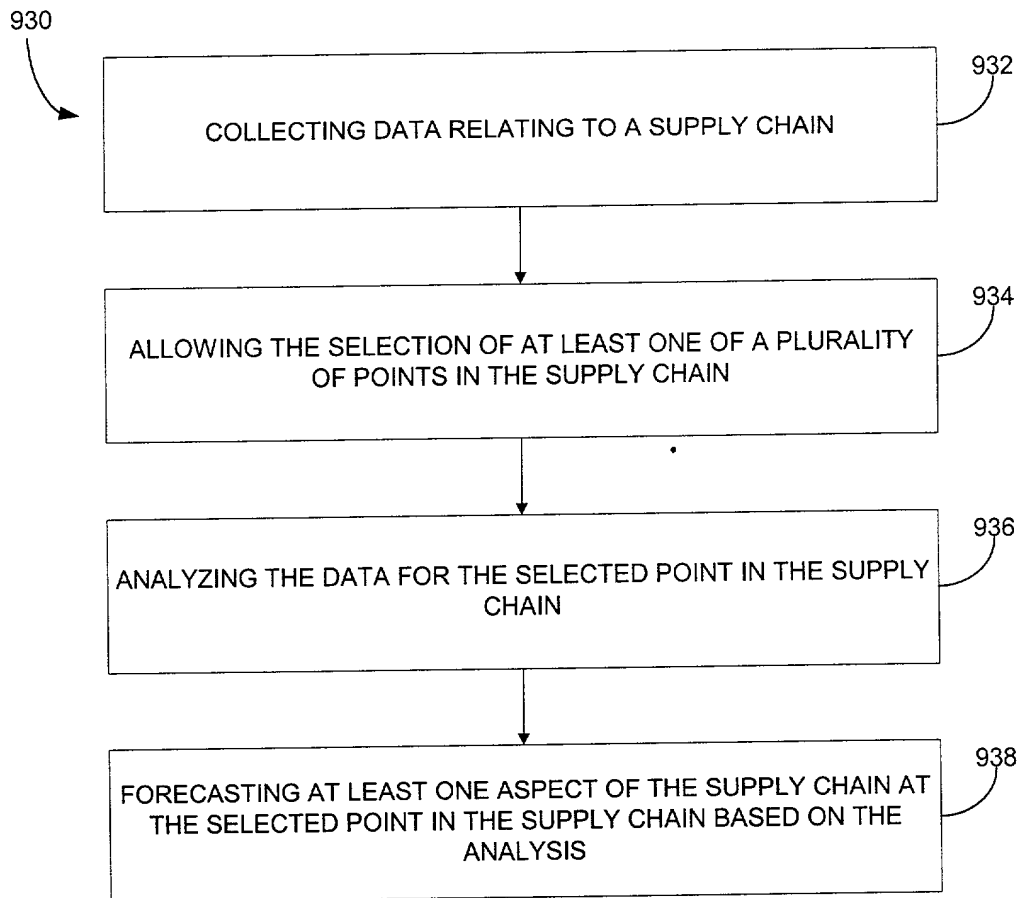 930
932
COLLECTING DATA RELATING TO A SUPPLY CHAIN
934
ALLOWING THE SELECTION OF AT LEAST ONE OF A PLURALITY
OF POINTS IN THE SUPPLY CHAIN
936
ANALYZING THE DATA FOR THE SELECTED POINT IN THE SUPPLY
CHAIN
938
FORECASTING AT LEAST ONE ASPECT OF THE SUPPLY CHAIN AT
THE SELECTED POINT IN THE SUPPLY CHAIN BASED ON THE
ANALYSIS